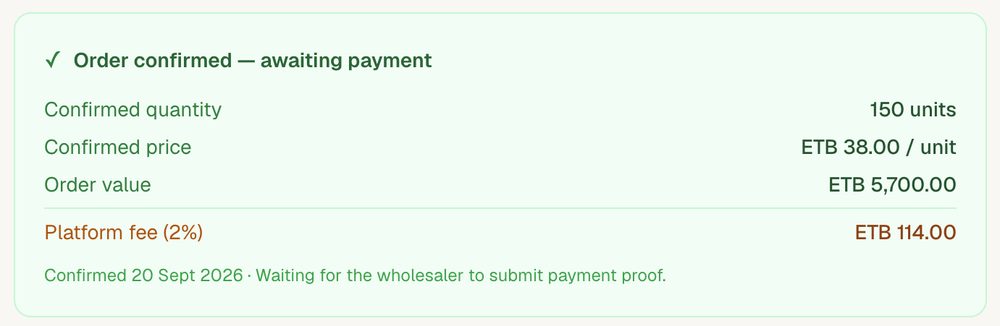 ✓ Order confirmed — awaiting payment
Confirmed quantity 150 units
Confirmed price ETB 38.00 / unit
Order value ETB 5,700.00
Platform fee (2%) ETB 114.00
Confirmed 20 Sept 2026 · Waiting for the wholesaler to submit payment proof.